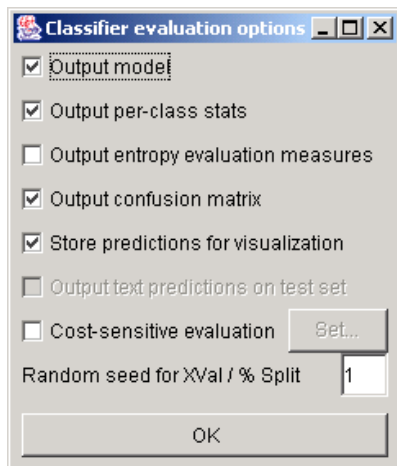 Classifier evaluation options
Output model
Output per-class stats
Output entropy evaluation measures
Output confusion matrix
Store predictions for visualization
Output text predictions on test set
Cost-sensitive evaluation Set...
Random seed for XVal / % Split 1
OK